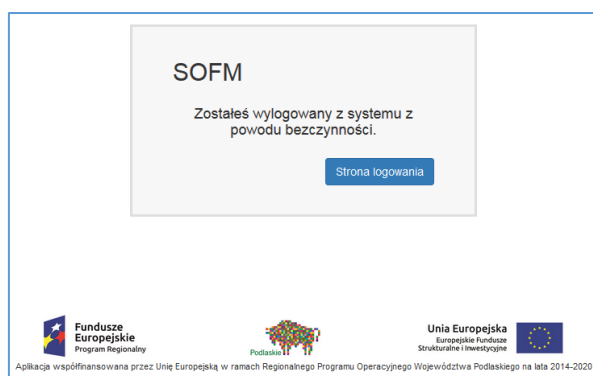 SOFM
Zostałeś wylogowany z systemu z
powodu bezczynności.
Strona logowania
Fundusze
Europejskie
Program Regionalny
Podlaskie
Unia Europejska
Europejskie Fundusze
Strukturalne i Inwestycyjne
Aplikacja współfinansowana przez Unię Europejską w ramach Regionalnego Programu Operacyjnego Województwa Podlaskiego na lata 2014-2020